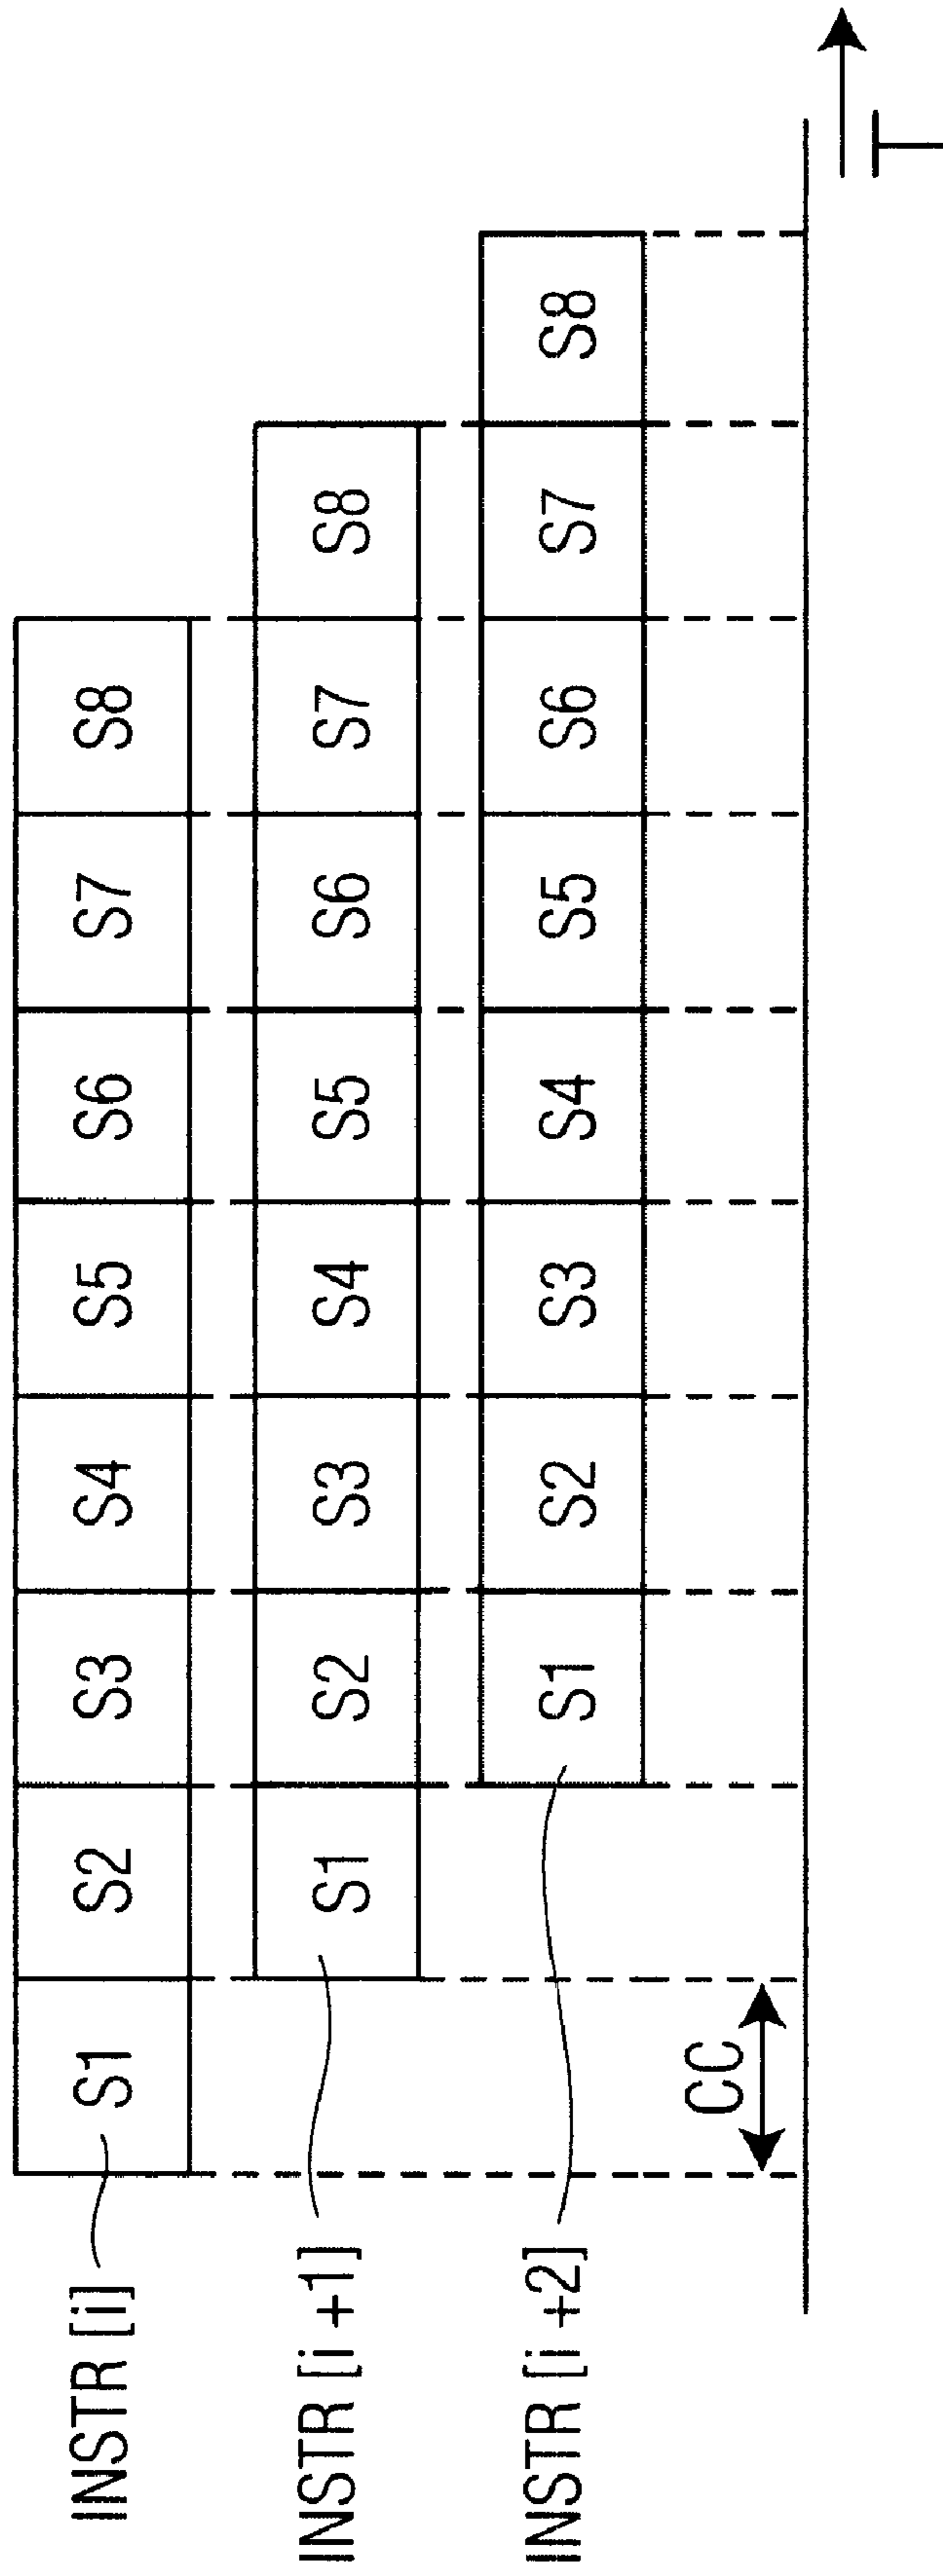 INSTR [i] S1 S2 S3 S4 S5 S6 S7 S8
INSTR [i +1] S1 S2 S3 S4 S5 S6 S7 S8
INSTR [i +2] S1 S2 S3 S4 S5 S6 S7 S8
CC
T